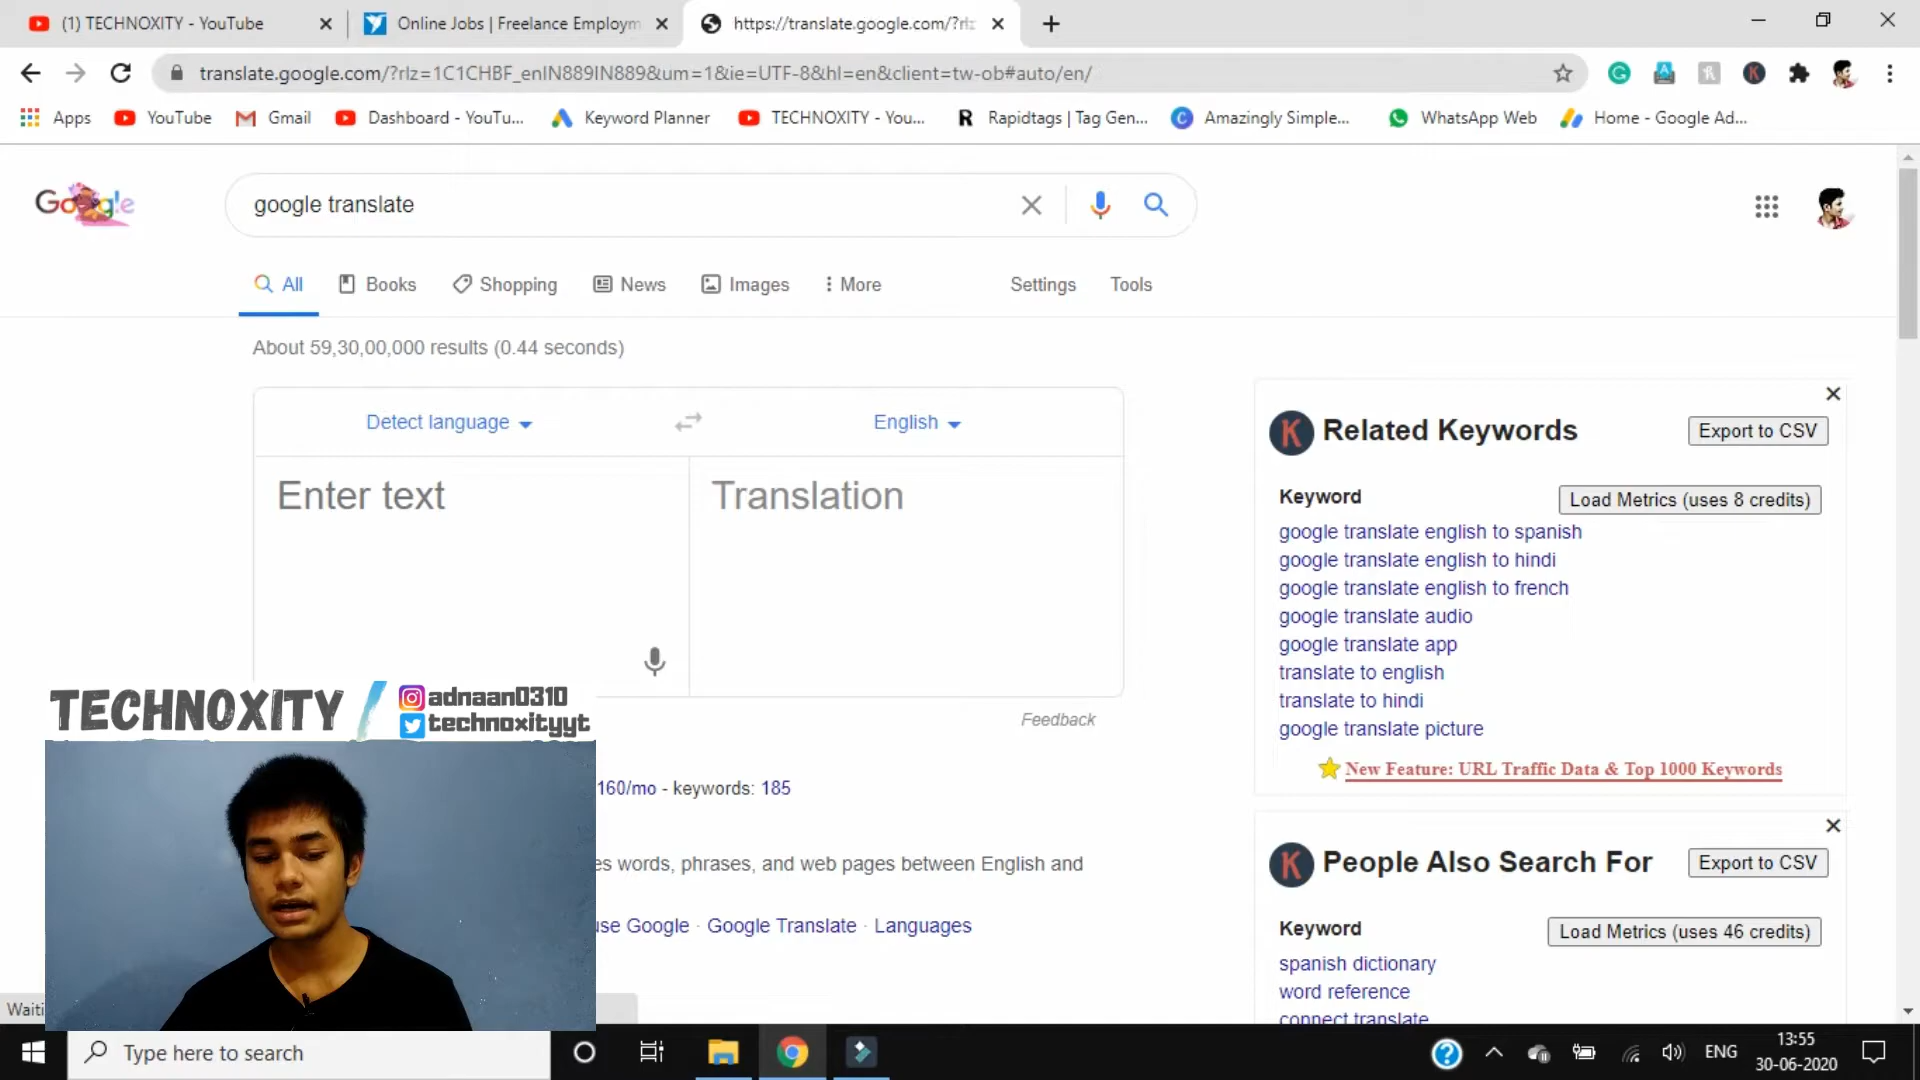 (1) TECHNOXITY - YouTube
Online Jobs | Freelance Employm
https://translate.google.com/?rlz
translate.google.com/?rlz=1C1CHBF_enIN889IN889&um=1&ie=UTF-8&hl=en&client=tw-ob#auto/en/
Apps
YouTube
Gmail
Dashboard - YouTu...
Keyword Planner
TECHNOXITY - You...
Rapidtags | Tag Gen...
Amazingly Simple...
WhatsApp Web
Home - Google Ad...
google translate
All
Books
Shopping
News
Images
More
Settings
Tools
About 59,30,00,000 results (0.44 seconds)
Detect language
English
Enter text
Translation
Feedback
160/mo - keywords: 185
es words, phrases, and web pages between English and
use Google · Google Translate · Languages
Related Keywords
Export to CSV
Keyword
Load Metrics (uses 8 credits)
google translate english to spanish
google translate english to hindi
google translate english to french
google translate audio
google translate app
translate to english
translate to hindi
google translate picture
New Feature: URL Traffic Data & Top 1000 Keywords
People Also Search For
Export to CSV
Keyword
Load Metrics (uses 46 credits)
spanish dictionary
word reference
connect translate
TECHNOXITY
adnaan0310
technoxityyt
Waiti
Type here to search
ENG
13:55
30-06-2020